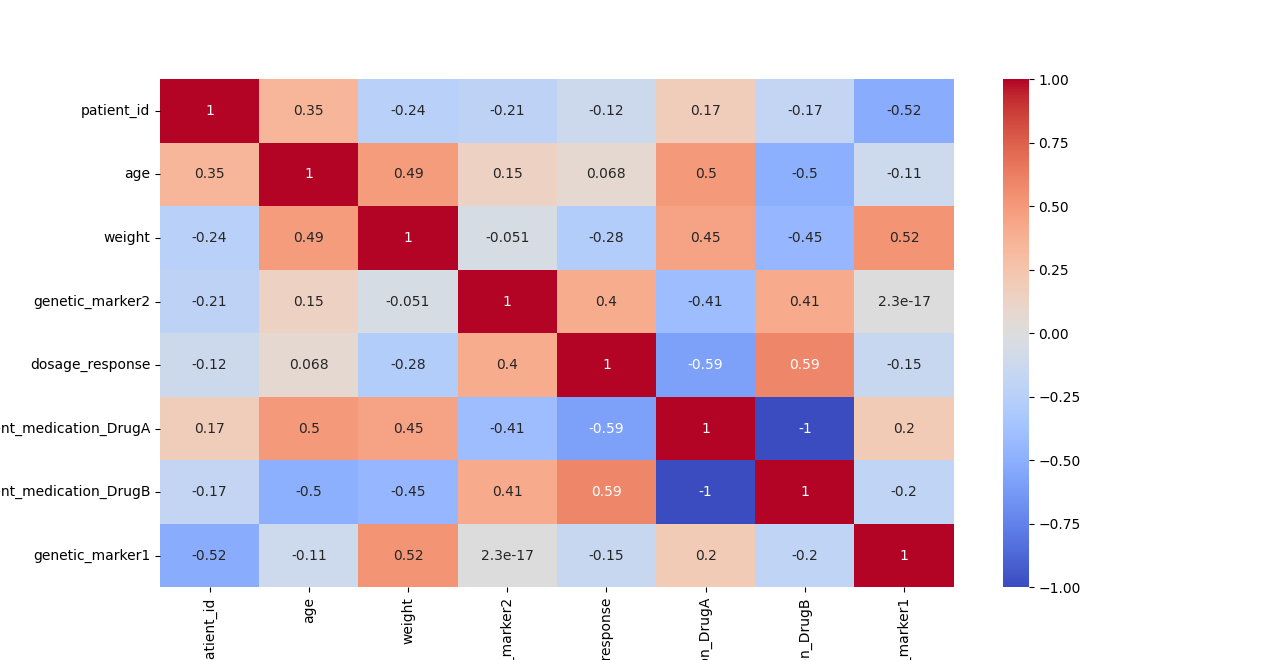 patient_id 1 0.35 -0.24 -0.21 -0.12 0.17 -0.17 -0.52
age 0.35 1 0.49 0.15 0.068 0.5 -0.5 -0.11
weight -0.24 0.49 1 -0.051 -0.28 0.45 -0.45 0.52
genetic_marker2 -0.21 0.15 -0.051 1 0.4 -0.41 0.41 2.3e-17
dosage_response -0.12 0.068 -0.28 0.4 1 -0.59 0.59 -0.15
nt_medication_DrugA 0.17 0.5 0.45 -0.41 -0.59 1 -1 0.2
nt_medication_DrugB -0.17 -0.5 -0.45 0.41 0.59 -1 1 -0.2
genetic_marker1 -0.52 -0.11 0.52 2.3e-17 -0.15 0.2 -0.2 1
atient_id
age
weight
_marker2
response
on_DrugA
n_DrugB
_marker1
1.00
0.75
0.50
0.25
0.00
−0.25
−0.50
−0.75
−1.00